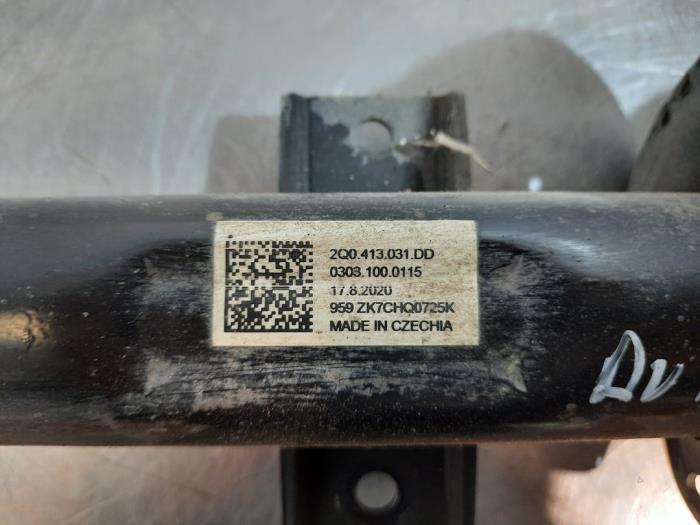 2Q0.413.031.DD
0303.100.0115
17.8.2020
959 ZK7CHQ0725K
MADE IN CZECHIA